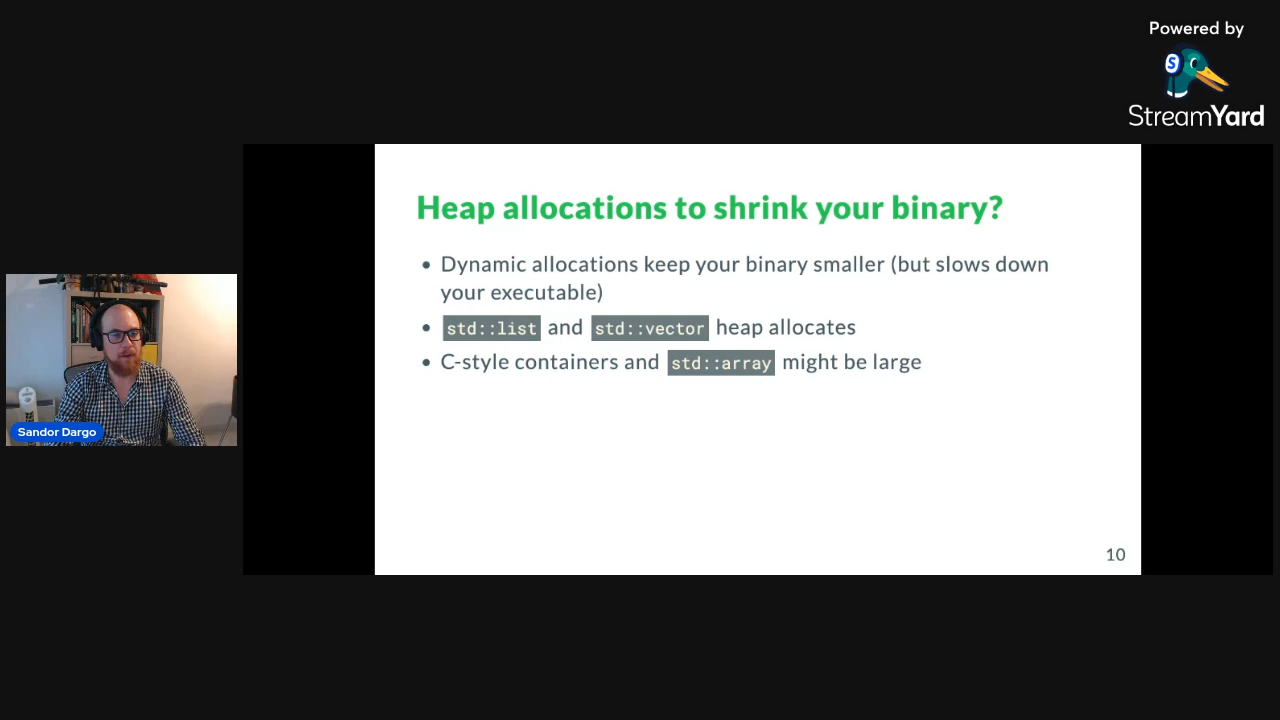 Powered by
S
StreamYard
Heap allocations to shrink your binary?
• Dynamic allocations keep your binary smaller (but slows down
your executable)
• std::list and std::vector heap allocates
• C-style containers and std::array might be large
Sandor Dargo
10